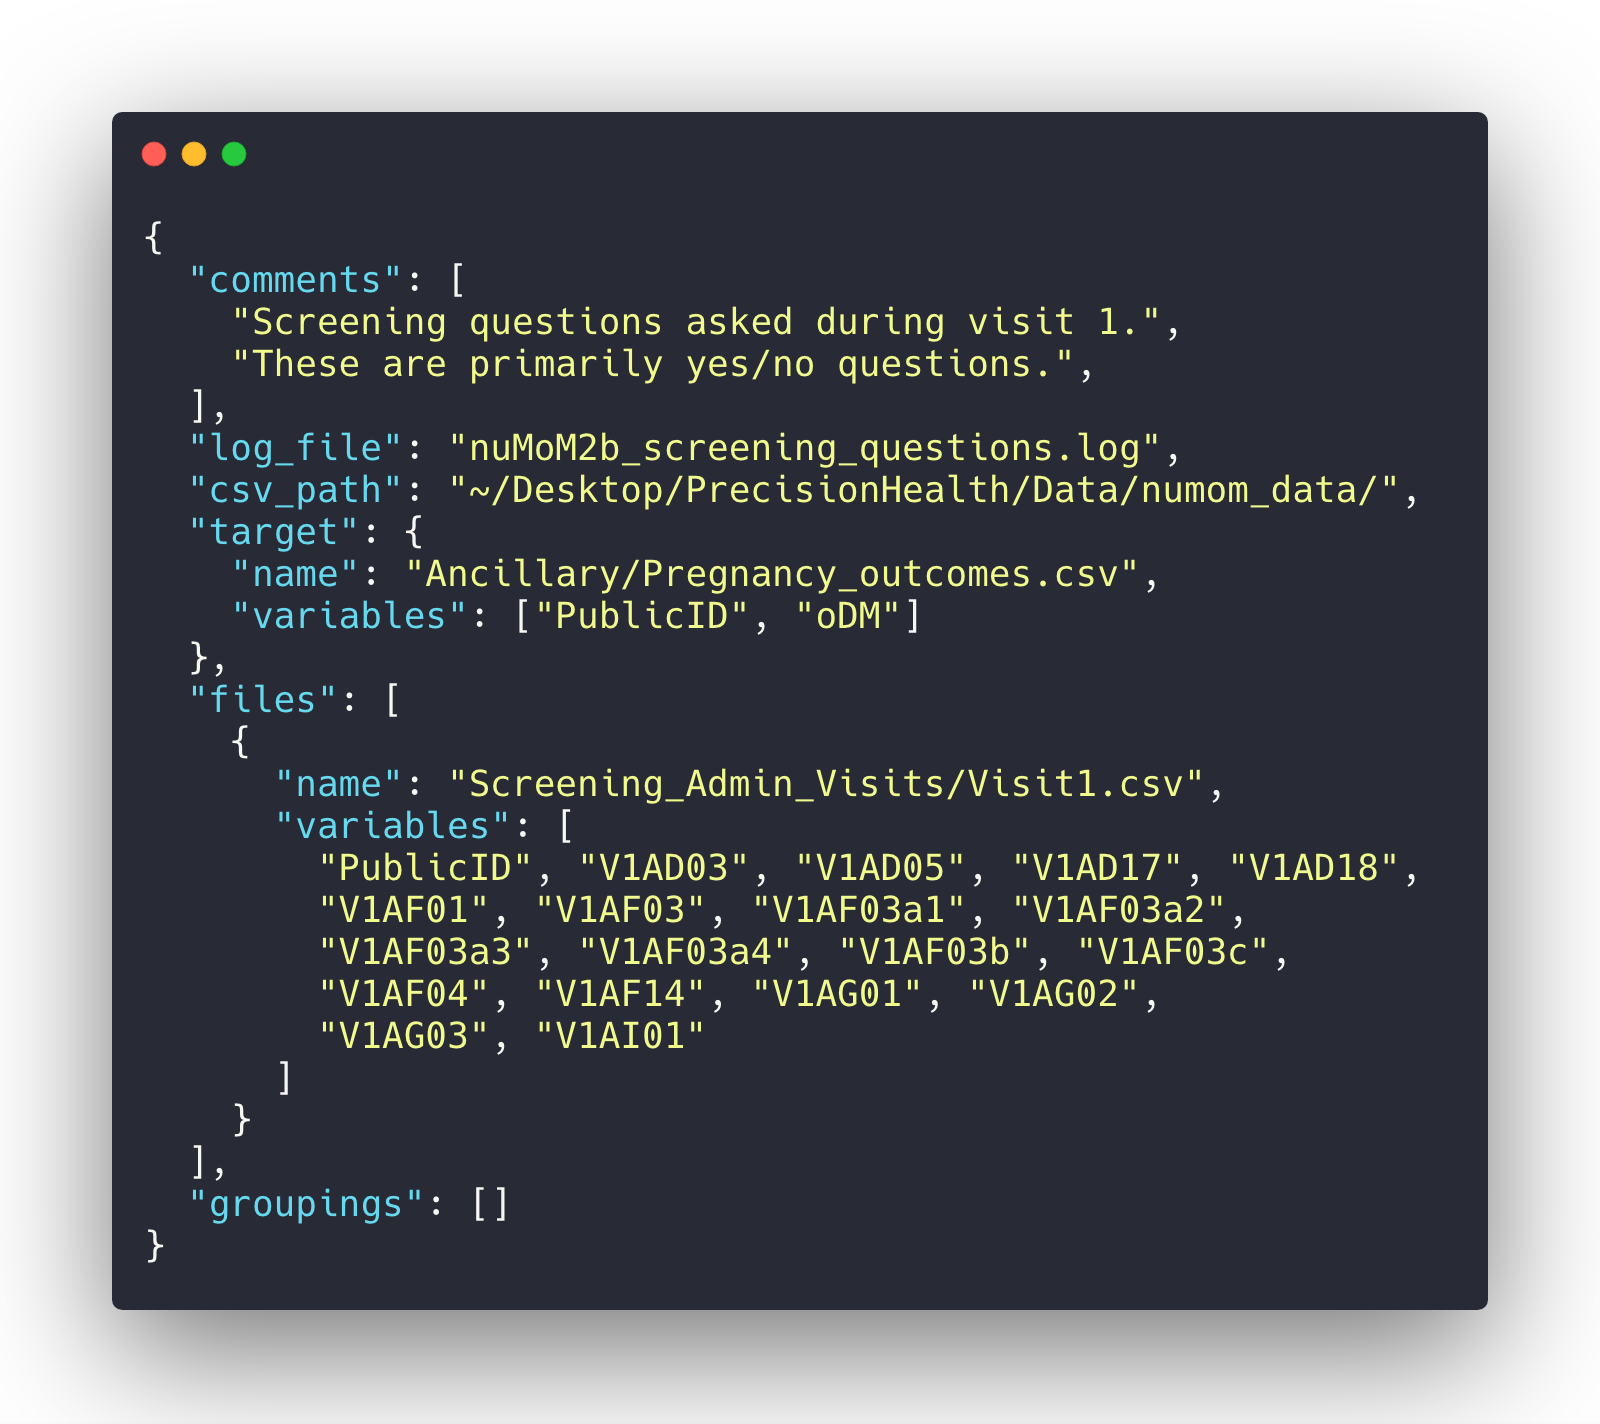 {
  "comments": [
    "Screening questions asked during visit 1.",
    "These are primarily yes/no questions.",
  ],
  "log_file": "nuMoM2b_screening_questions.log",
  "csv_path": "~/Desktop/PrecisionHealth/Data/numom_data/",
  "target": {
    "name": "Ancillary/Pregnancy_outcomes.csv",
    "variables": ["PublicID", "oDM"]
  },
  "files": [
    {
      "name": "Screening_Admin_Visits/Visit1.csv",
      "variables": [
        "PublicID", "V1AD03", "V1AD05", "V1AD17", "V1AD18",
        "V1AF01", "V1AF03", "V1AF03a1", "V1AF03a2",
        "V1AF03a3", "V1AF03a4", "V1AF03b", "V1AF03c",
        "V1AF04", "V1AF14", "V1AG01", "V1AG02",
        "V1AG03", "V1AI01"
      ]
    }
  ],
  "groupings": []
}